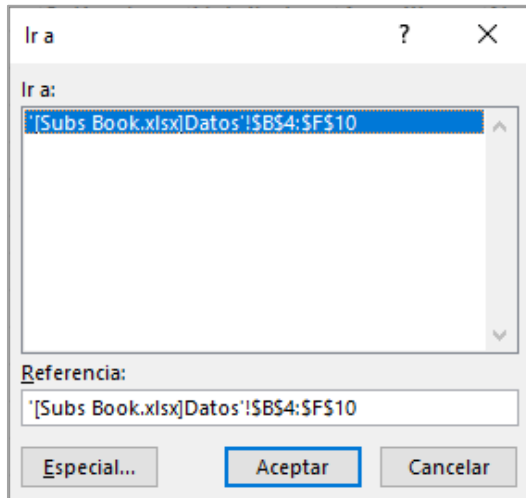 Ir a ? X
Ir a:
'[Subs Book.xlsx]Datos'!$B$4:$F$10
Referencia:
'[Subs Book.xlsx]Datos'!$B$4:$F$10
Especial... Aceptar Cancelar